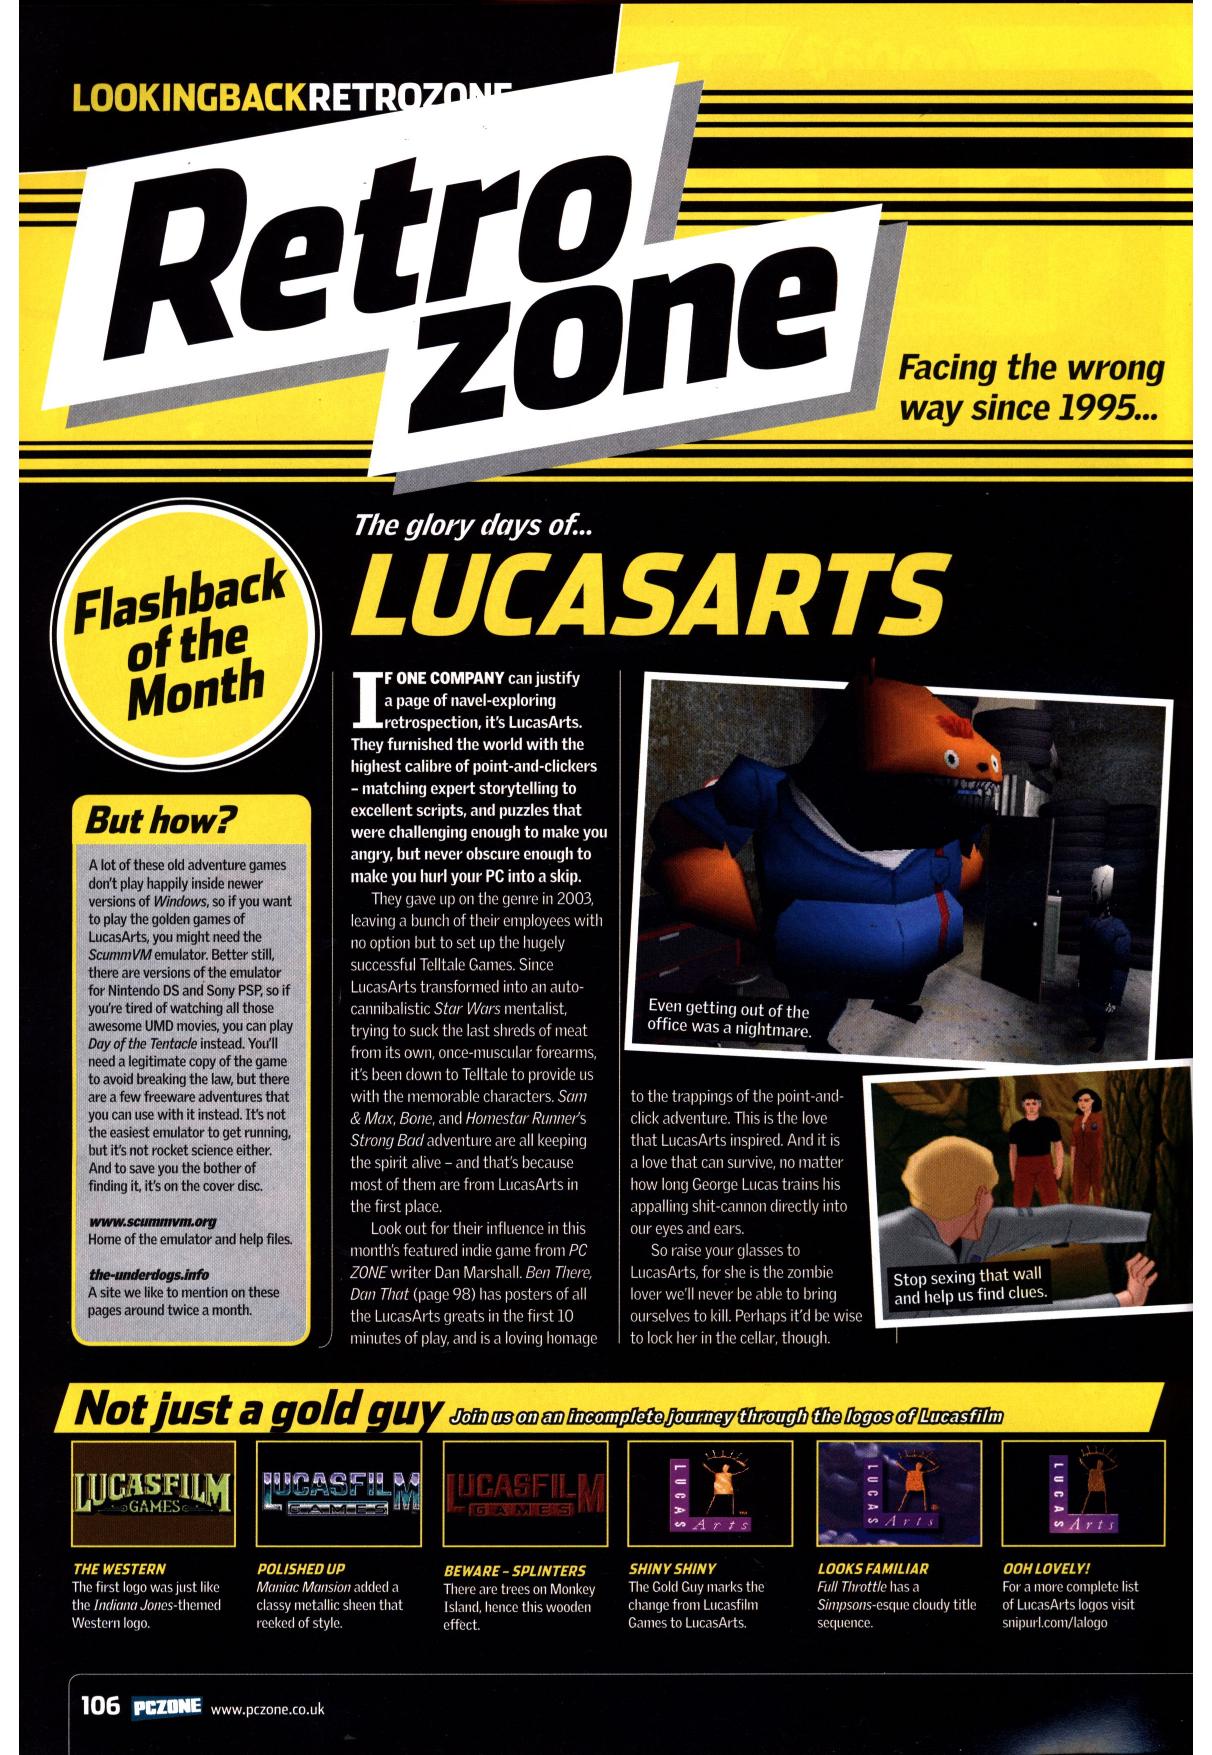 LOOKINGBACKRETROZONE
Retro
zone
Facing the wrong
way since 1995...
Flashback
of the
Month
But how?
A lot of these old adventure games
don't play happily inside newer
versions of Windows, so if you want
to play the golden games of
LucasArts, you might need the
ScummVM emulator. Better still,
there are versions of the emulator
for Nintendo DS and Sony PSP, so if
you're tired of watching all those
awesome UMD movies, you can play
Day of the Tentacle instead. You'll
need a legitimate copy of the game
to avoid breaking the law, but there
are a few freeware adventures that
you can use with it instead. It's not
the easiest emulator to get running,
but it's not rocket science either.
And to save you the bother of
finding it, it's on the cover disc.
www.scummvm.org
Home of the emulator and help files.
the-underdogs.info
A site we like to mention on these
pages around twice a month.
The glory days of...
LUCASARTS
IF ONE COMPANY can justify
a page of navel-exploring
retrospection, it's LucasArts.
They furnished the world with the
highest calibre of point-and-clickers
– matching expert storytelling to
excellent scripts, and puzzles that
were challenging enough to make you
angry, but never obscure enough to
make you hurl your PC into a skip.
They gave up on the genre in 2003,
leaving a bunch of their employees with
no option but to set up the hugely
successful Telltale Games. Since
LucasArts transformed into an auto-
cannibalistic Star Wars mentalist,
trying to suck the last shreds of meat
from its own, once-muscular forearms,
it's been down to Telltale to provide us
with the memorable characters. Sam
& Max, Bone, and Homestar Runner's
Strong Bad adventure are all keeping
the spirit alive – and that's because
most of them are from LucasArts in
the first place.
Look out for their influence in this
month's featured indie game from PC
ZONE writer Dan Marshall. Ben There,
Dan That (page 98) has posters of all
the LucasArts greats in the first 10
minutes of play, and is a loving homage
Even getting out of the
office was a nightmare.
to the trappings of the point-and-
click adventure. This is the love
that LucasArts inspired. And it is
a love that can survive, no matter
how long George Lucas trains his
appalling shit-cannon directly into
our eyes and ears.
So raise your glasses to
LucasArts, for she is the zombie
lover we'll never be able to bring
ourselves to kill. Perhaps it'd be wise
to lock her in the cellar, though.
Stop sexing that wall
and help us find clues.
Not just a gold guy Join us on an incomplete journey through the logos of Lucasfilm
LUCASFILM
GAMES
THE WESTERN
The first logo was just like
the Indiana Jones-themed
Western logo.
LUCASFILM
GAMES
POLISHED UP
Maniac Mansion added a
classy metallic sheen that
reeked of style.
LUCASFILM
GAMES
BEWARE – SPLINTERS
There are trees on Monkey
Island, hence this wooden
effect.
LUCAS
Arts
SHINY SHINY
The Gold Guy marks the
change from Lucasfilm
Games to LucasArts.
LUCAS
Arts
LOOKS FAMILIAR
Full Throttle has a
Simpsons-esque cloudy title
sequence.
LUCAS
Arts
OOH LOVELY!
For a more complete list
of LucasArts logos visit
snipurl.com/lalogo
106 PCZONE www.pczone.co.uk